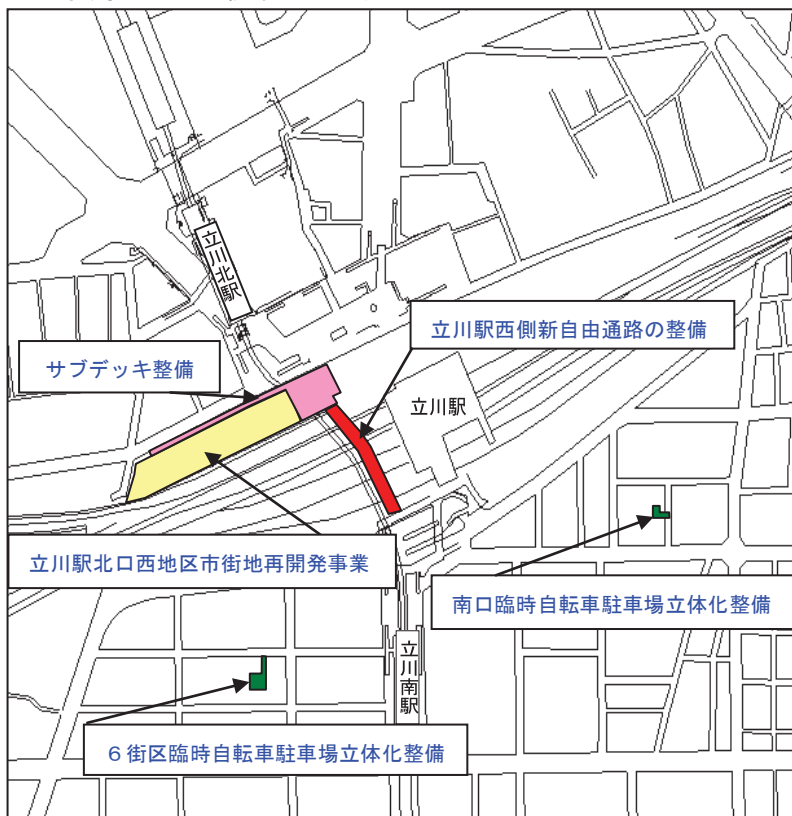 立川北駅
立川駅西側新自由通路の整備
サブデッキ整備
立川駅
立川駅北口西地区市街地再開発事業
南口臨時自転車駐車場立体化整備
立川南駅
6街区臨時自転車駐車場立体化整備